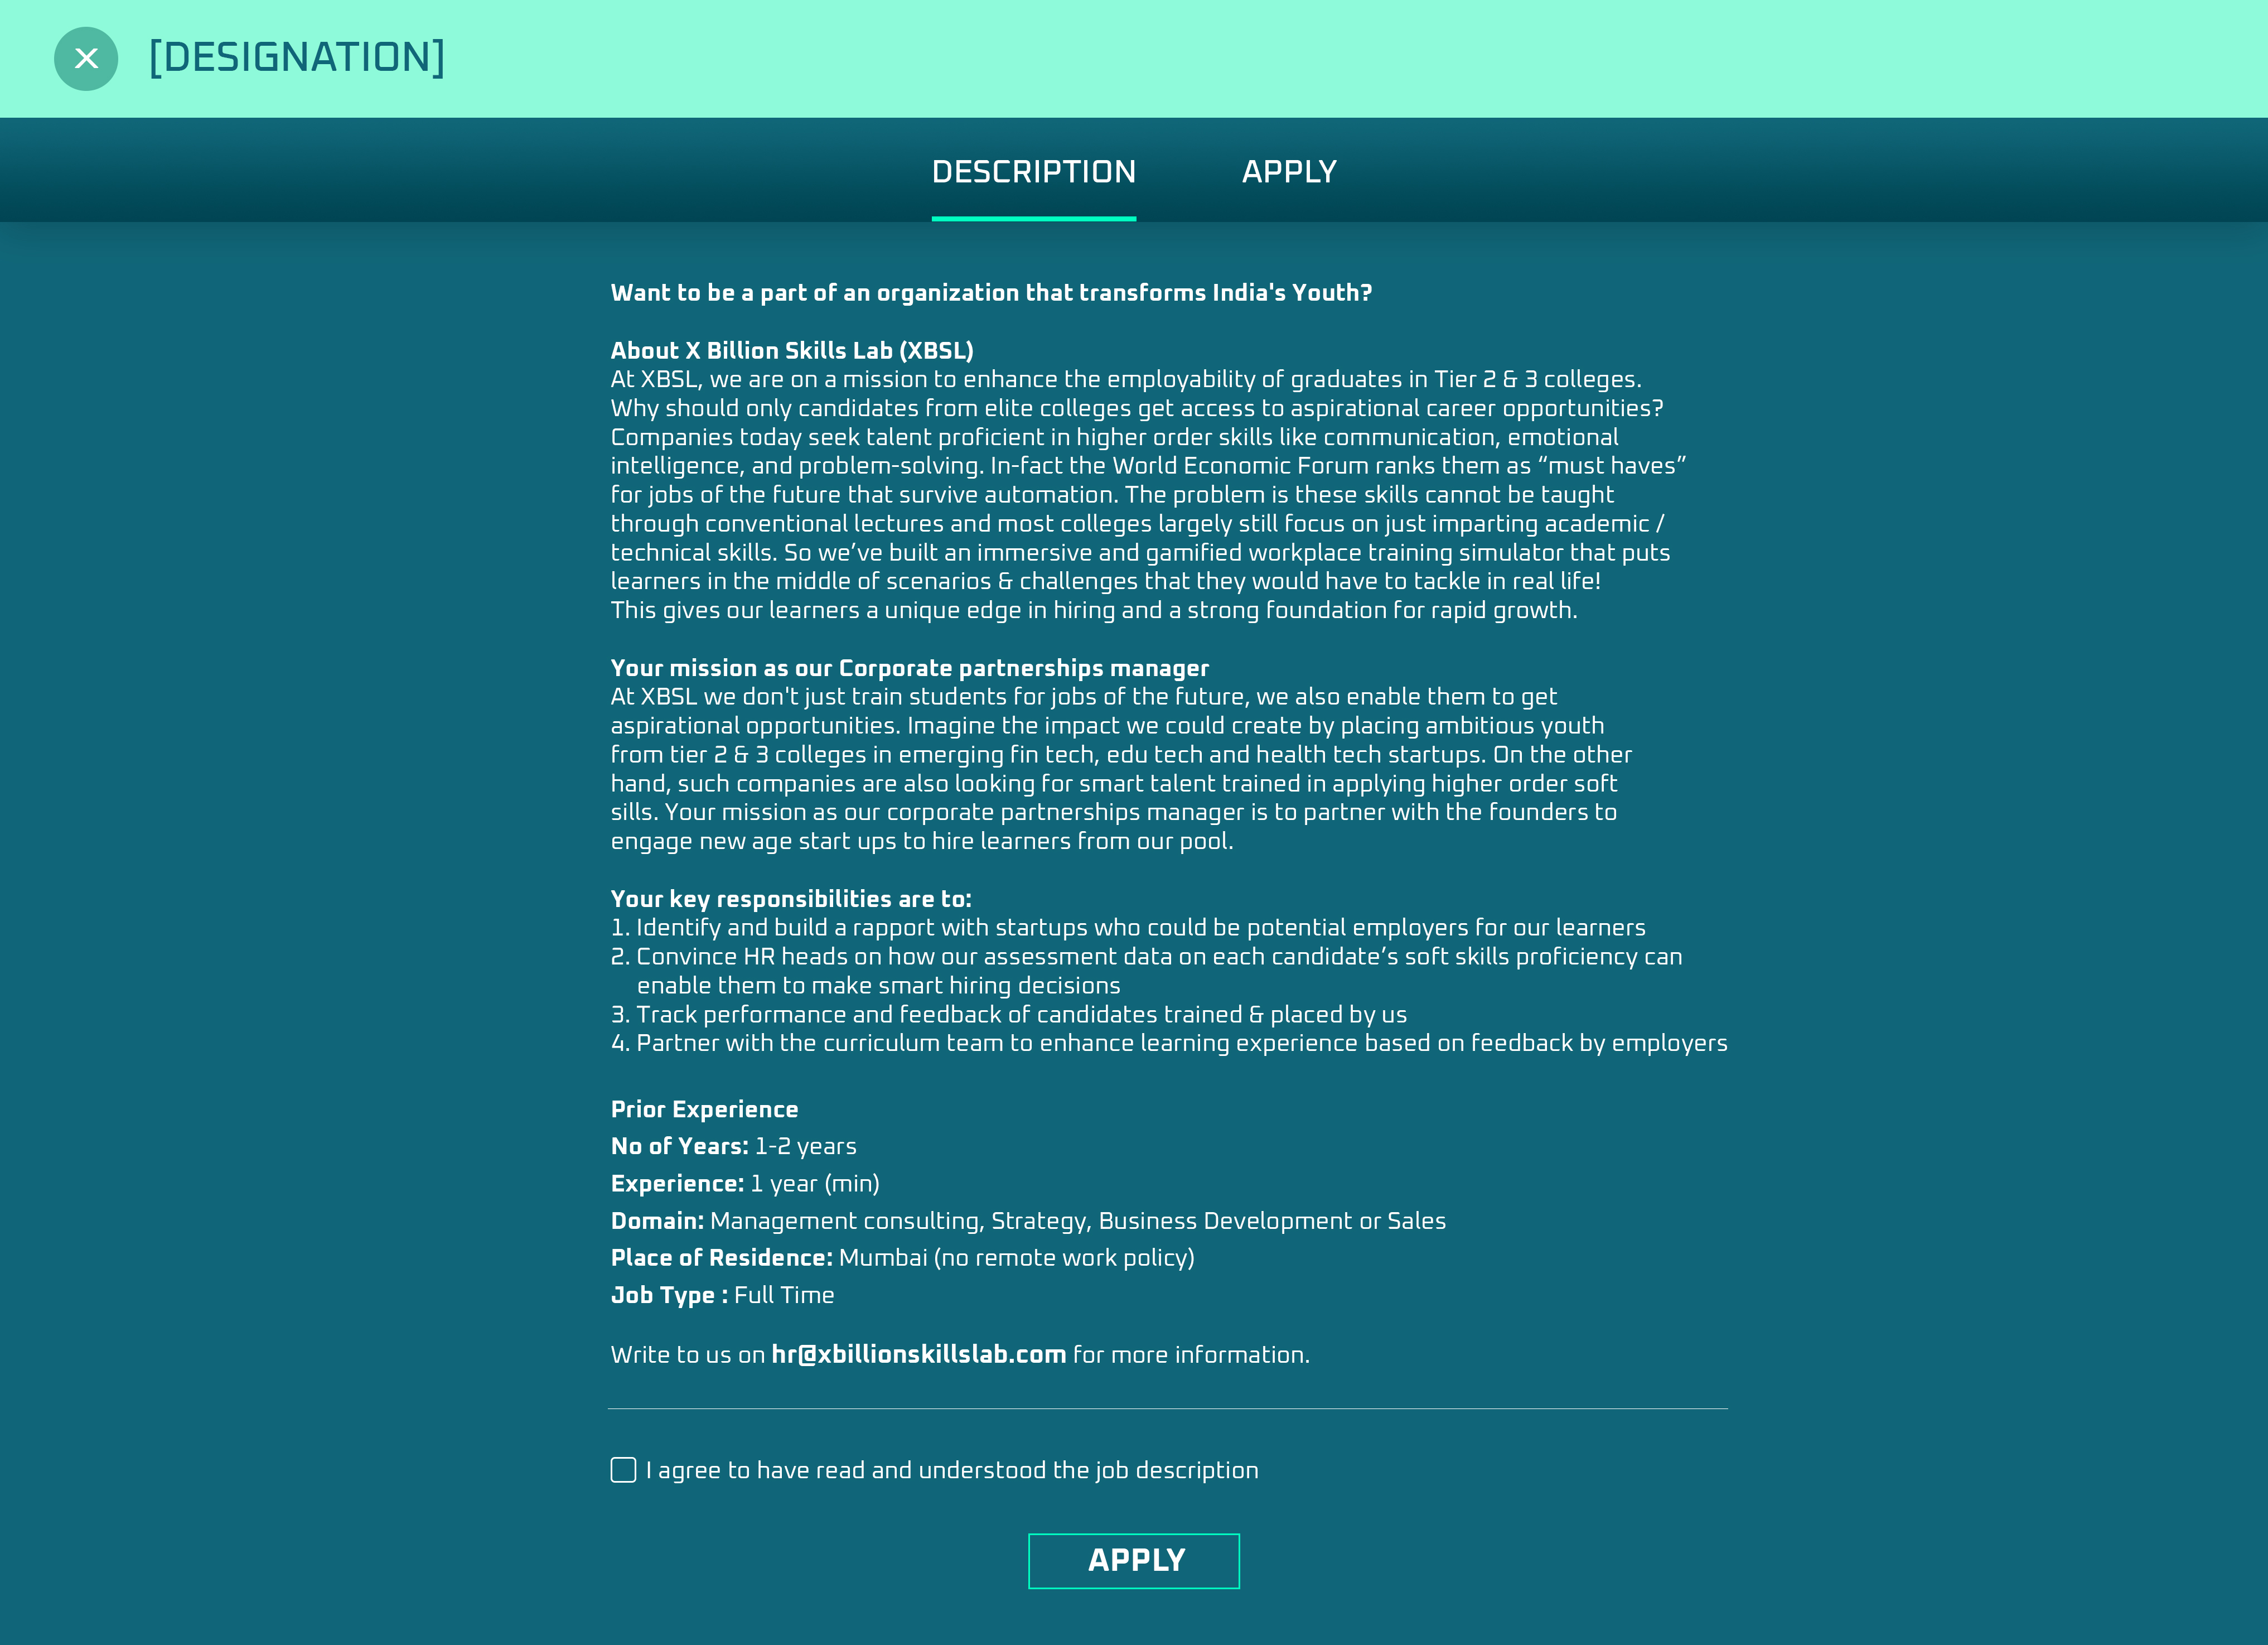 [DESIGNATION]
DESCRIPTION
APPLY
Want to be a part of an organization that transforms India's Youth?
About X Billion Skills Lab (XBSL)
At XBSL, we are on a mission to enhance the employability of graduates in Tier 2 & 3 colleges.
Why should only candidates from elite colleges get access to aspirational career opportunities?
Companies today seek talent proficient in higher order skills like communication, emotional
intelligence, and problem-solving. In-fact the World Economic Forum ranks them as “must haves”
for jobs of the future that survive automation. The problem is these skills cannot be taught
through conventional lectures and most colleges largely still focus on just imparting academic /
technical skills. So we’ve built an immersive and gamified workplace training simulator that puts
learners in the middle of scenarios & challenges that they would have to tackle in real life!
This gives our learners a unique edge in hiring and a strong foundation for rapid growth.
Your mission as our Corporate partnerships manager
At XBSL we don't just train students for jobs of the future, we also enable them to get
aspirational opportunities. Imagine the impact we could create by placing ambitious youth
from tier 2 & 3 colleges in emerging fin tech, edu tech and health tech startups. On the other
hand, such companies are also looking for smart talent trained in applying higher order soft
sills. Your mission as our corporate partnerships manager is to partner with the founders to
engage new age start ups to hire learners from our pool.
Your key responsibilities are to:
1. Identify and build a rapport with startups who could be potential employers for our learners
2. Convince HR heads on how our assessment data on each candidate’s soft skills proficiency can
enable them to make smart hiring decisions
3. Track performance and feedback of candidates trained & placed by us
4. Partner with the curriculum team to enhance learning experience based on feedback by employers
Prior Experience
No of Years: 1-2 years
Experience: 1 year (min)
Domain: Management consulting, Strategy, Business Development or Sales
Place of Residence: Mumbai (no remote work policy)
Job Type : Full Time
Write to us on hr@xbillionskillslab.com for more information.
I agree to have read and understood the job description
APPLY